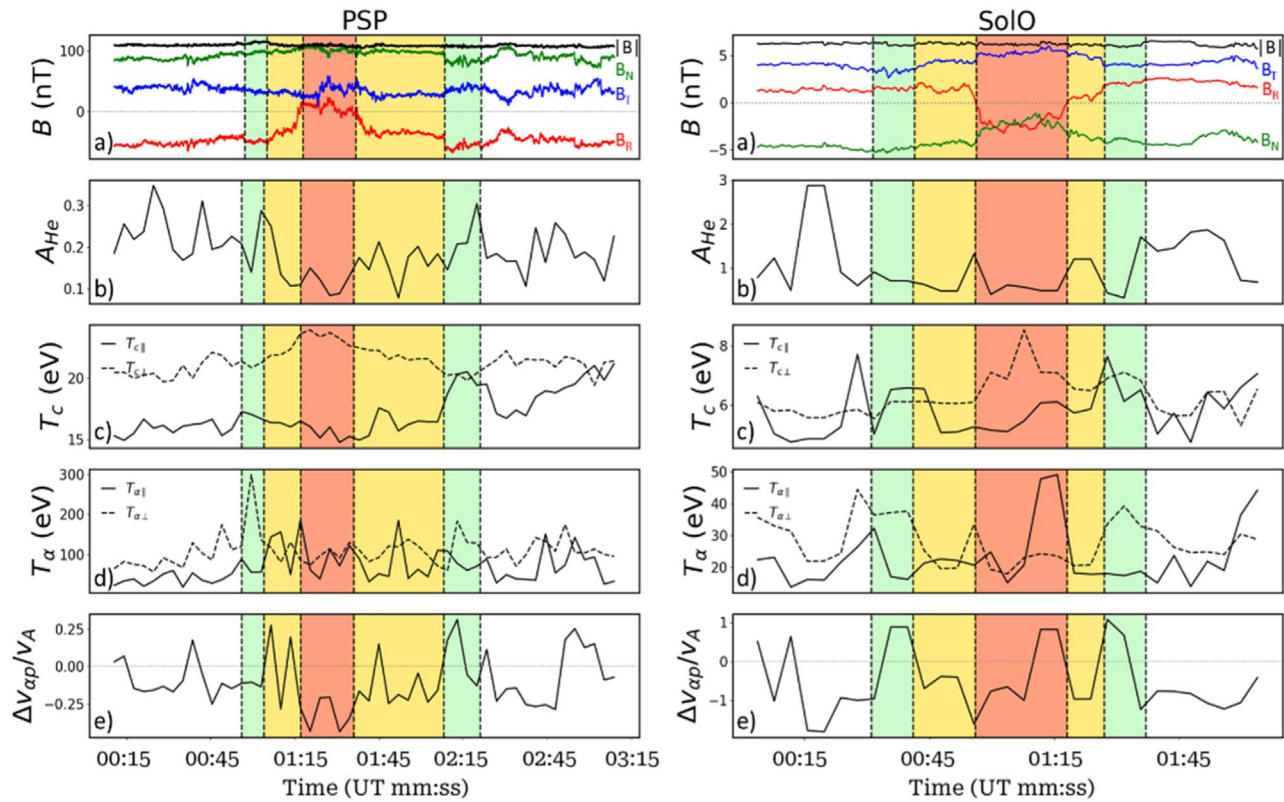 PSP
B (nT)
100
0
|B|
B_N
B_T
B_R
a)
A_He
0.3
0.2
0.1
b)
T_c (eV)
20
15
T_c∥
T_c⊥
c)
T_α (eV)
300
200
100
T_α∥
T_α⊥
d)
Δv_αp/v_A
0.25
0.00
-0.25
e)
00:15 00:45 01:15 01:45 02:15 02:45 03:15
Time (UT mm:ss)
SolO
B (nT)
5
0
−5
|B|
B_T
B_R
B_N
a)
A_He
3
2
1
b)
T_c (eV)
8
6
T_c∥
T_c⊥
c)
T_α (eV)
50
40
30
20
T_α∥
T_α⊥
d)
Δv_αp/v_A
1
0
−1
e)
00:15 00:45 01:15 01:45
Time (UT mm:ss)